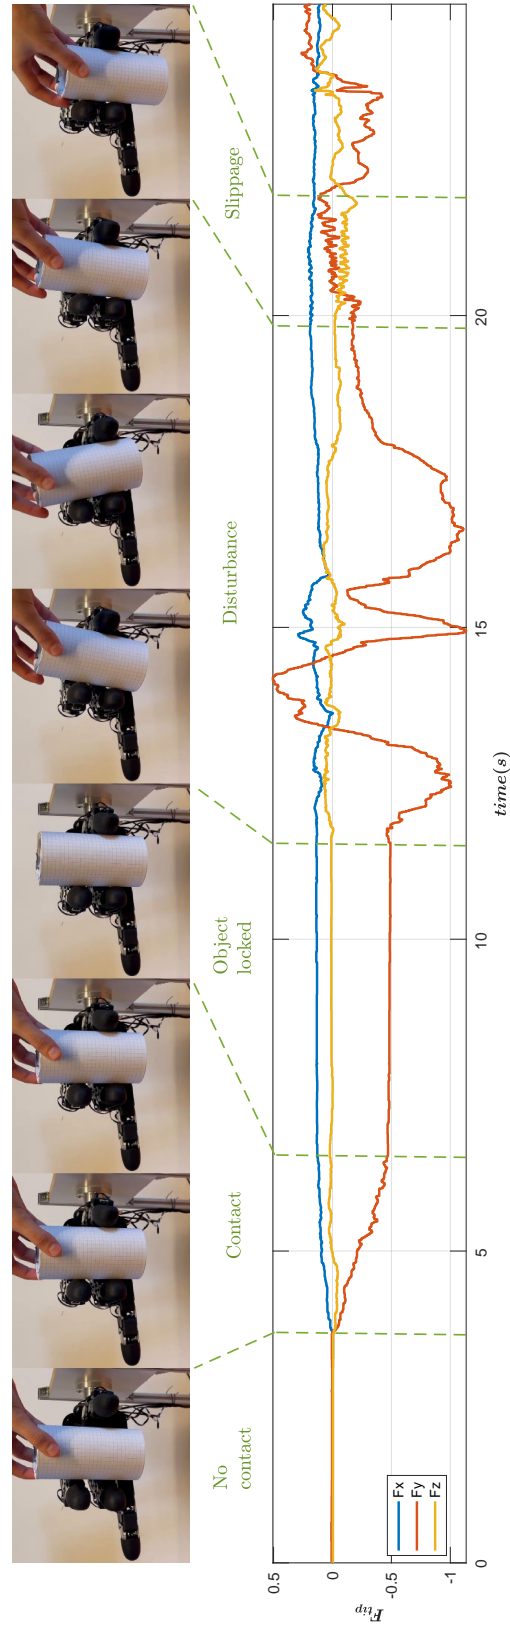 No
contact
Contact
Object
locked
Disturbance
Slippage
0.5
0
-0.5
-1
F_tip
Fx
Fy
Fz
0
5
10
15
20
time(s)